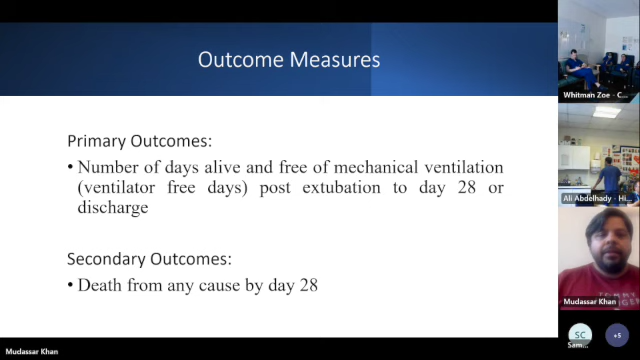 Outcome Measures
Primary Outcomes:
• Number of days alive and free of mechanical ventilation
(ventilator free days) post extubation to day 28 or
discharge
Secondary Outcomes:
• Death from any cause by day 28
Whitman Zoe - C...
Ali Abdelhady - Hi...
Mudassar Khan
SC
+5
Sam...
Mudassar Khan